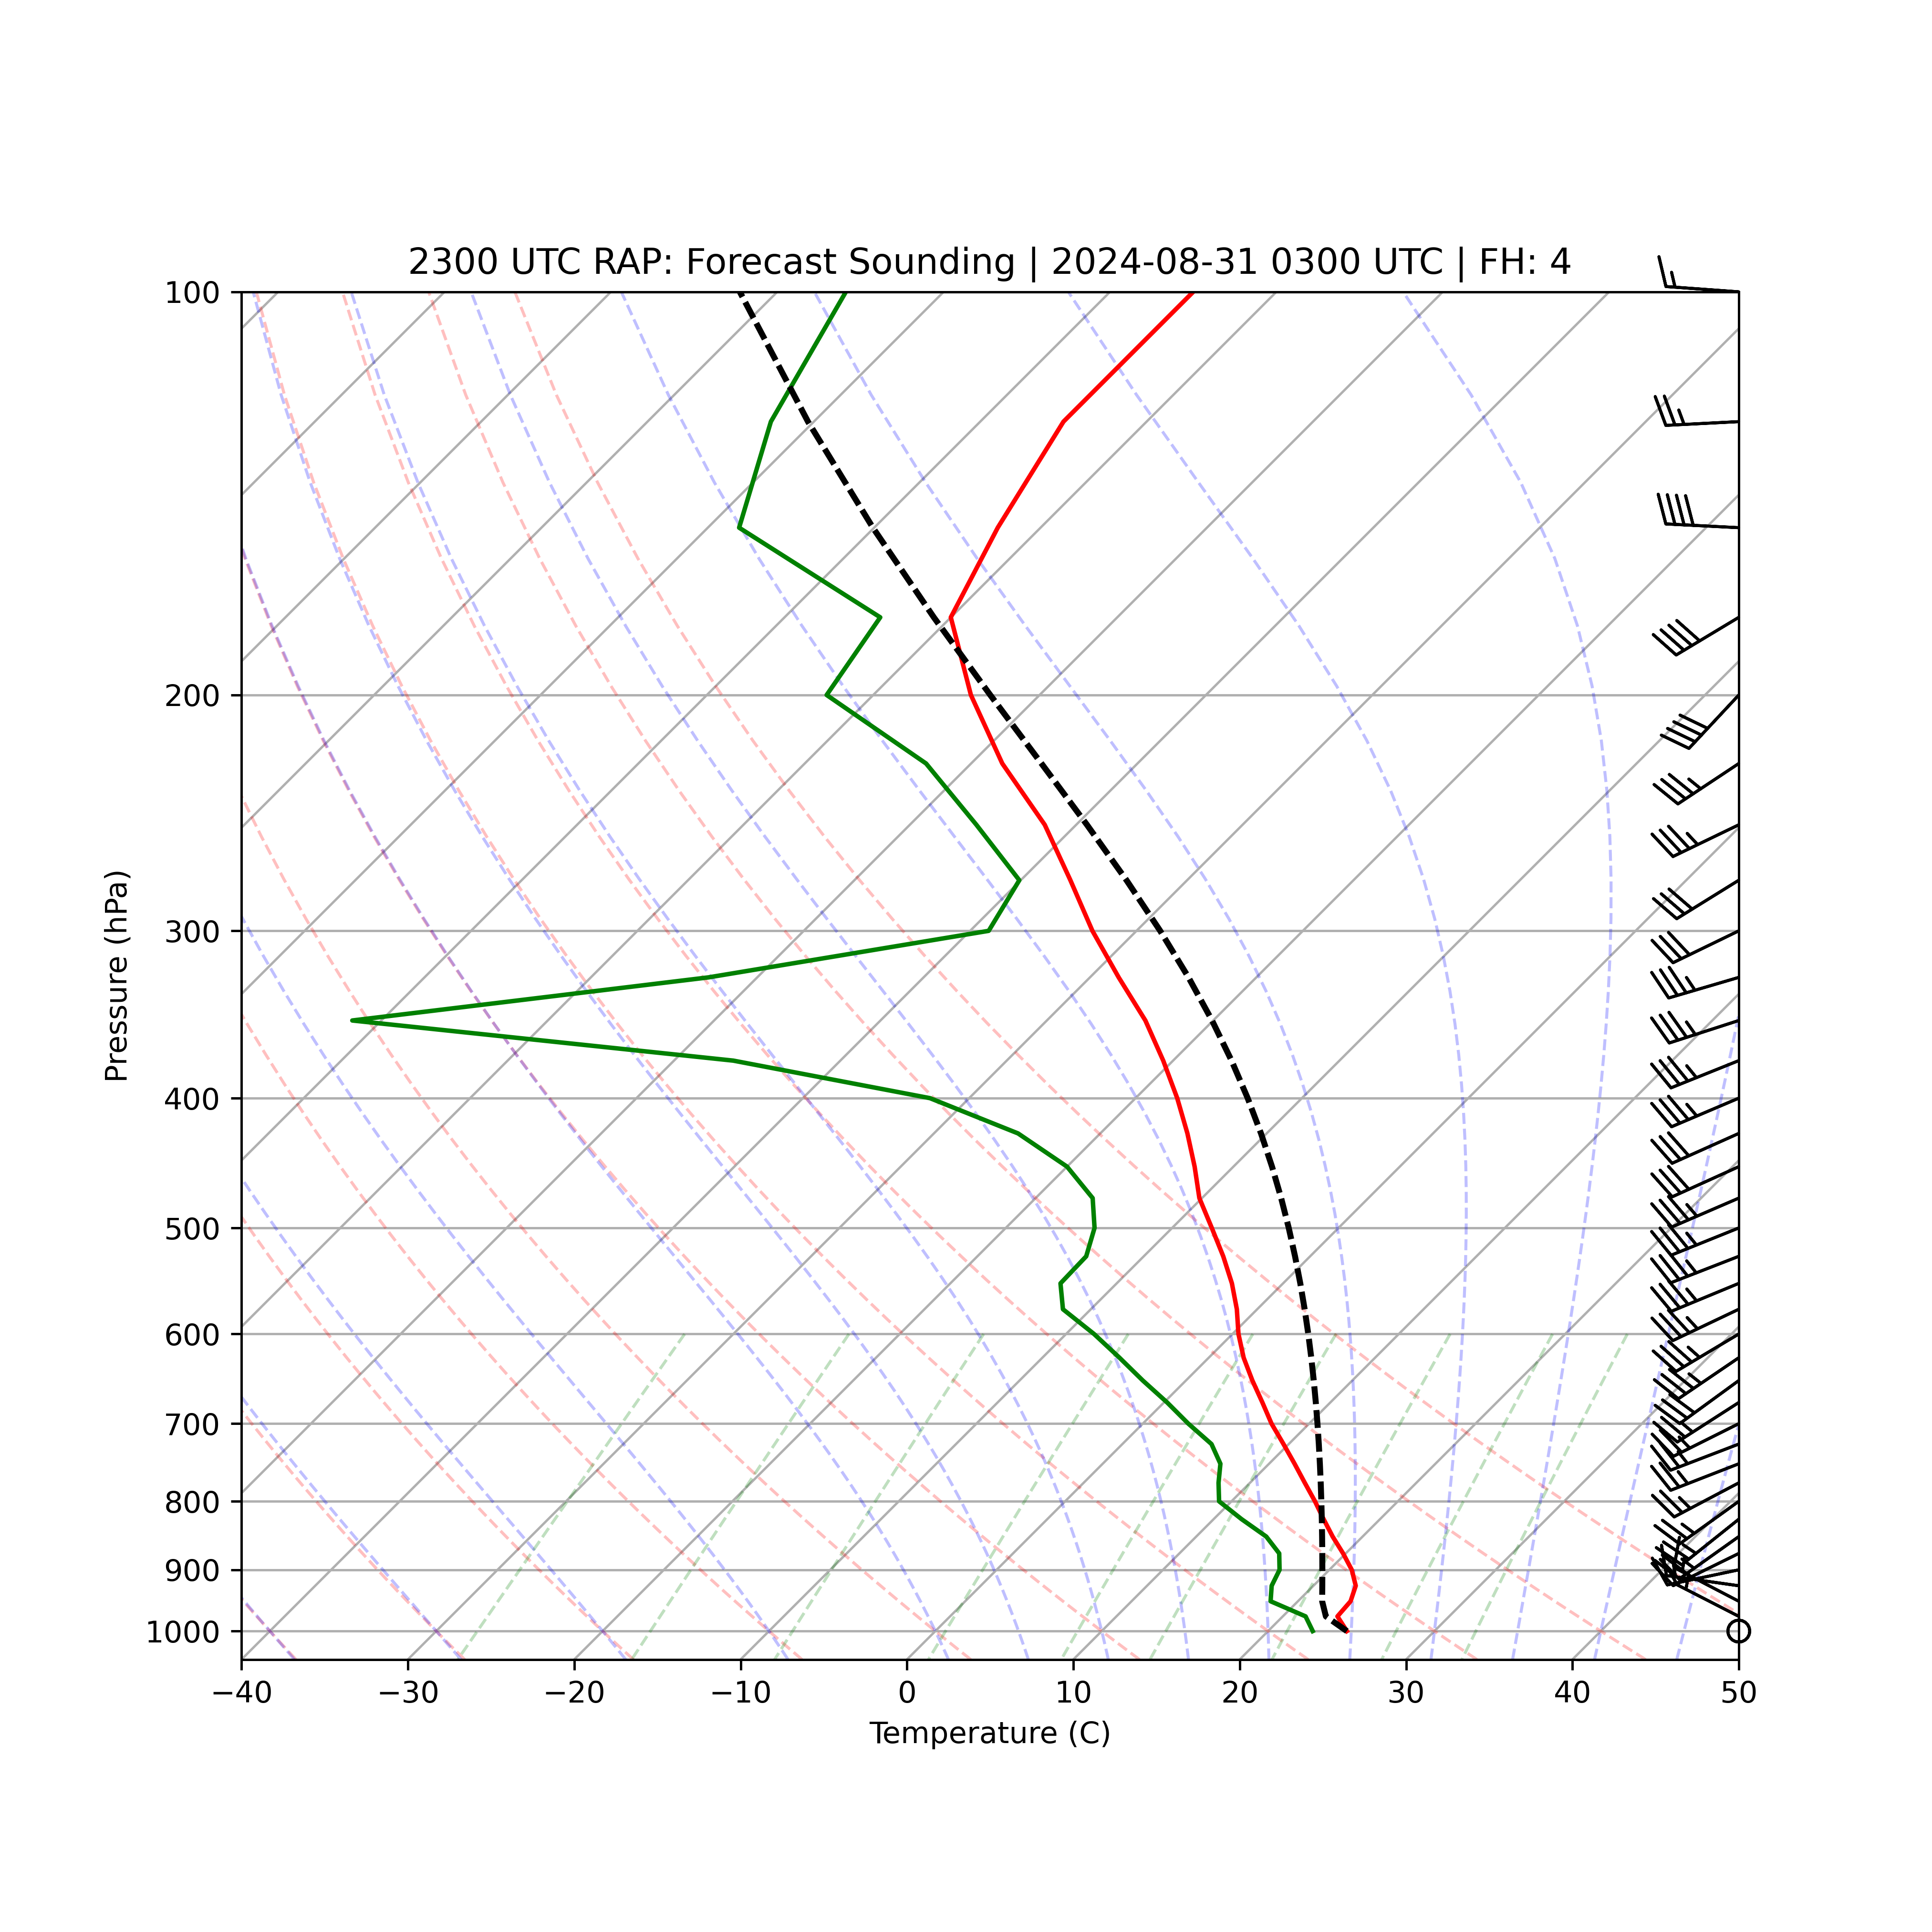 2300 UTC RAP: Forecast Sounding | 2024-08-31 0300 UTC | FH: 4
100
200
300
400
500
600
700
800
900
1000
Pressure (hPa)
−40 −30 −20 −10 0 10 20 30 40 50
Temperature (C)